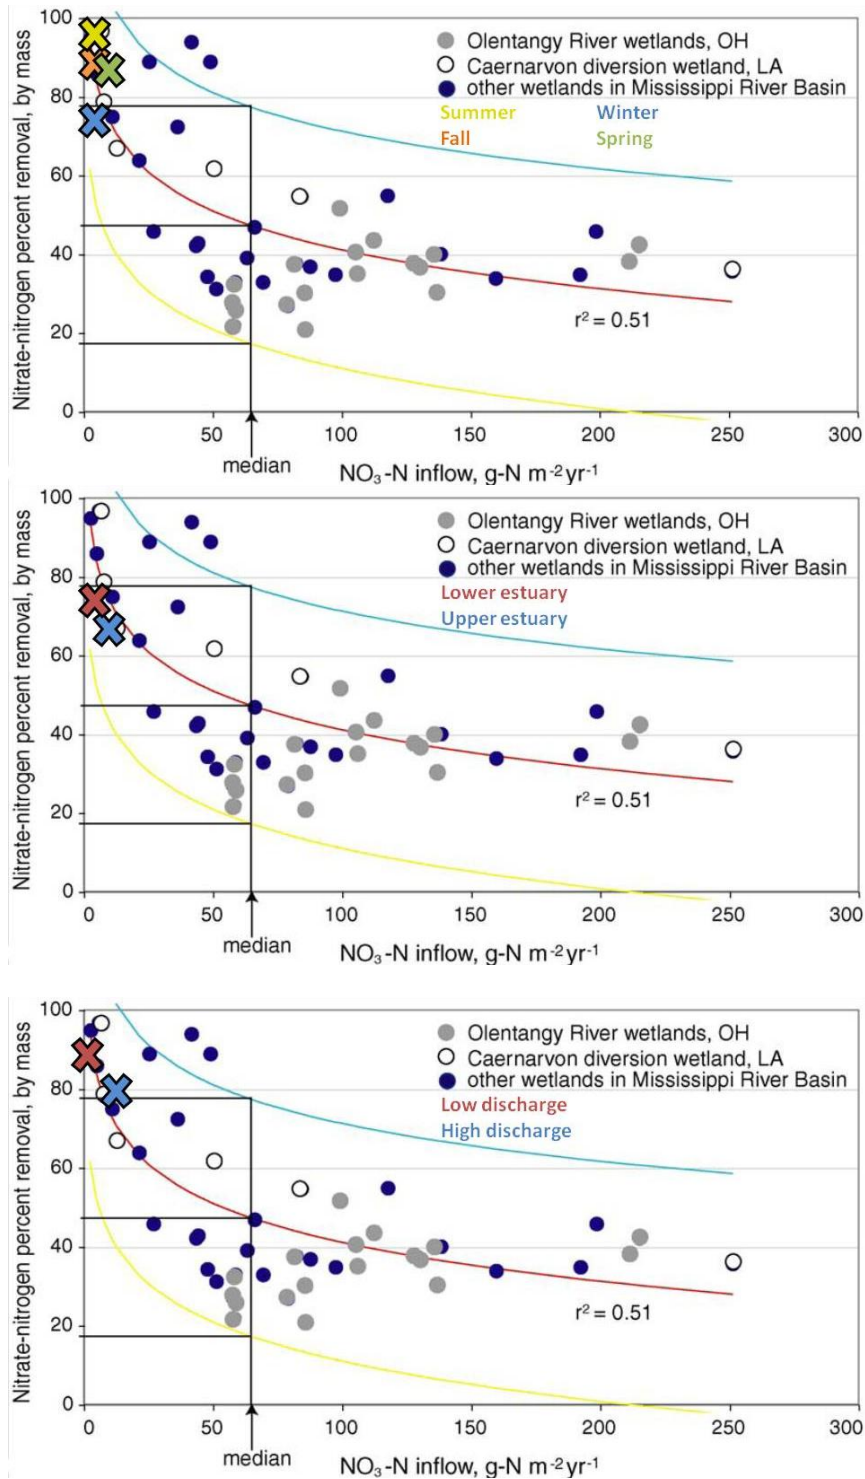 Nitrate-nitrogen percent removal, by mass
100
80
60
40
20
0
Olentangy River wetlands, OH
Caernarvon diversion wetland, LA
other wetlands in Mississippi River Basin
Summer Winter
Fall Spring
r² = 0.51
0 50 100 150 200 250 300
median
NO₃-N inflow, g-N m⁻²yr⁻¹
Nitrate-nitrogen percent removal, by mass
100
80
60
40
20
0
Olentangy River wetlands, OH
Caernarvon diversion wetland, LA
other wetlands in Mississippi River Basin
Lower estuary
Upper estuary
r² = 0.51
0 50 100 150 200 250 300
median
NO₃-N inflow, g-N m⁻²yr⁻¹
Nitrate-nitrogen percent removal, by mass
100
80
60
40
20
0
Olentangy River wetlands, OH
Caernarvon diversion wetland, LA
other wetlands in Mississippi River Basin
Low discharge
High discharge
r² = 0.51
0 50 100 150 200 250 300
median
NO₃-N inflow, g-N m⁻²yr⁻¹